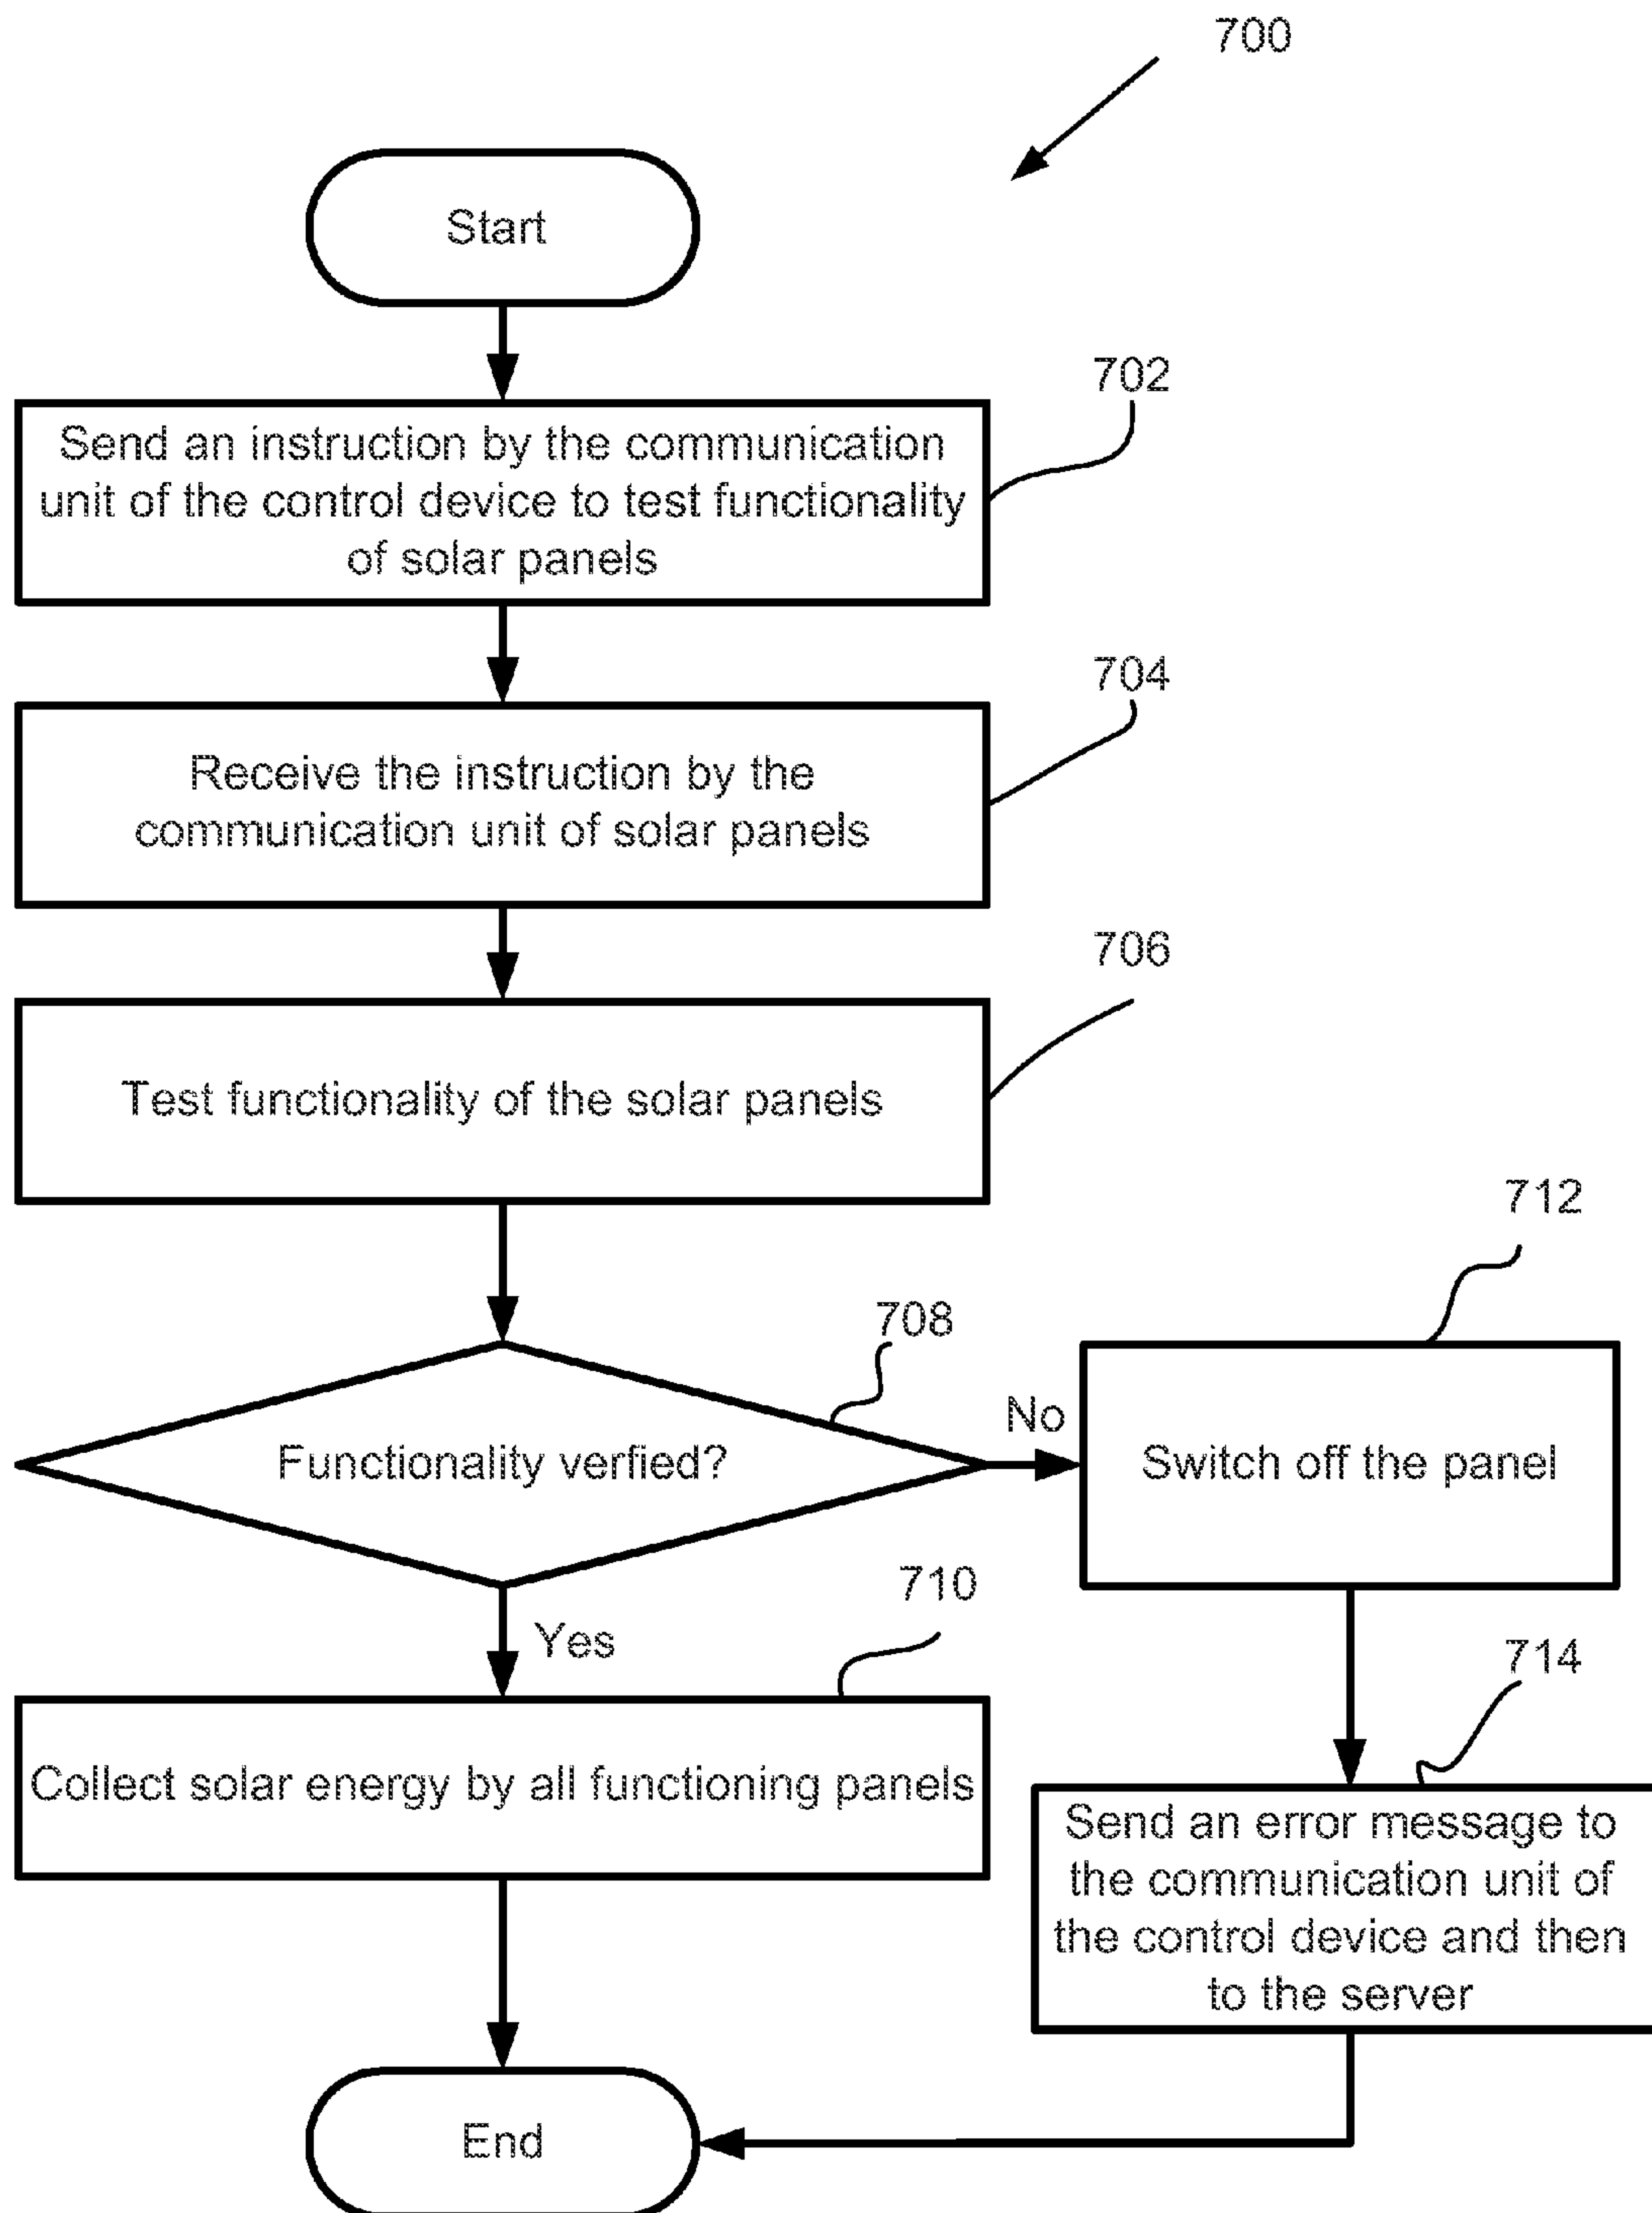 700
Start
702
Send an instruction by the communication
unit of the control device to test functionality
of solar panels
704
Receive the instruction by the
communication unit of solar panels
706
Test functionality of the solar panels
712
708
No
Functionality verfied?
Switch off the panel
710
Yes
714
Collect solar energy by all functioning panels
Send an error message to
the communication unit of
the control device and then
to the server
End